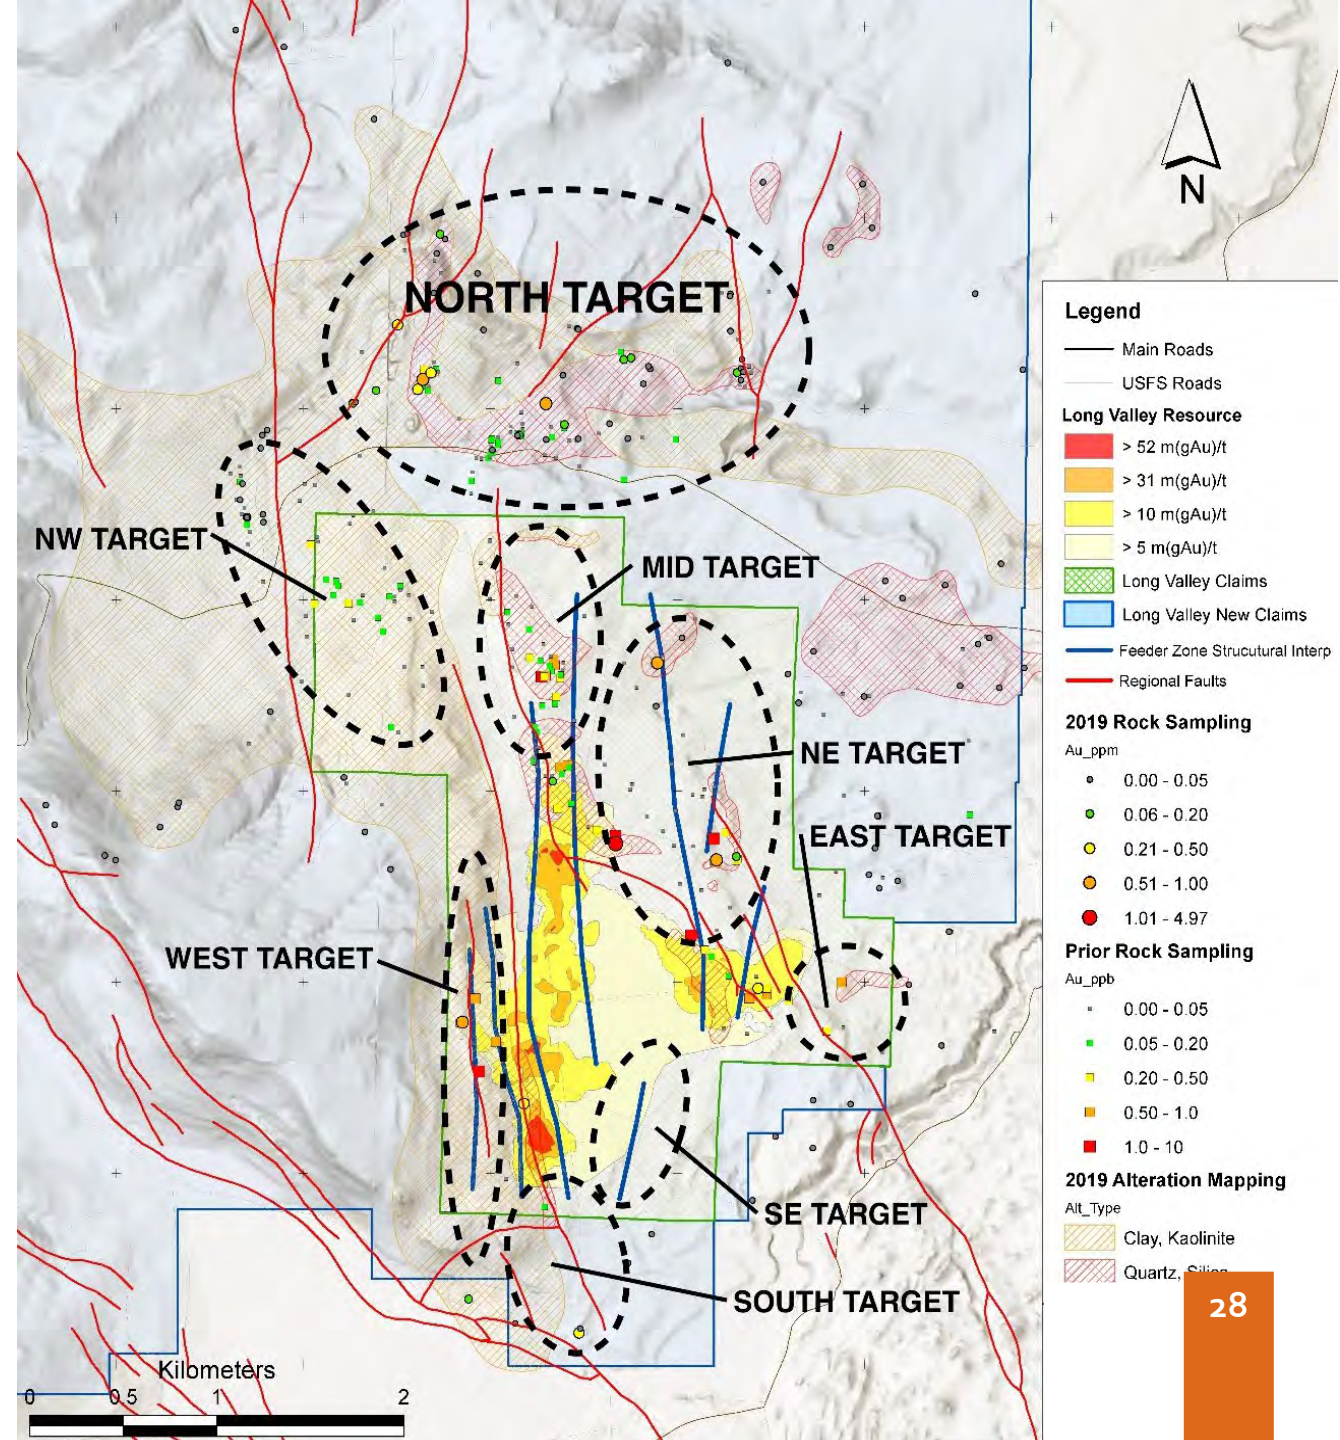 N
NORTH TARGET
NW TARGET
MID TARGET
NE TARGET
EAST TARGET
WEST TARGET
SE TARGET
SOUTH TARGET
Kilometers
0 0.5 1 2
Legend
Main Roads
USFS Roads
Long Valley Resource
> 52 m(gAu)/t
> 31 m(gAu)/t
> 10 m(gAu)/t
> 5 m(gAu)/t
Long Valley Claims
Long Valley New Claims
Feeder Zone Strucutural Interp
Regional Faults
2019 Rock Sampling
Au_ppm
0.00 - 0.05
0.06 - 0.20
0.21 - 0.50
0.51 - 1.00
1.01 - 4.97
Prior Rock Sampling
Au_ppb
0.00 - 0.05
0.05 - 0.20
0.20 - 0.50
0.50 - 1.0
1.0 - 10
2019 Alteration Mapping
Alt_Type
Clay, Kaolinite
Quartz,
28